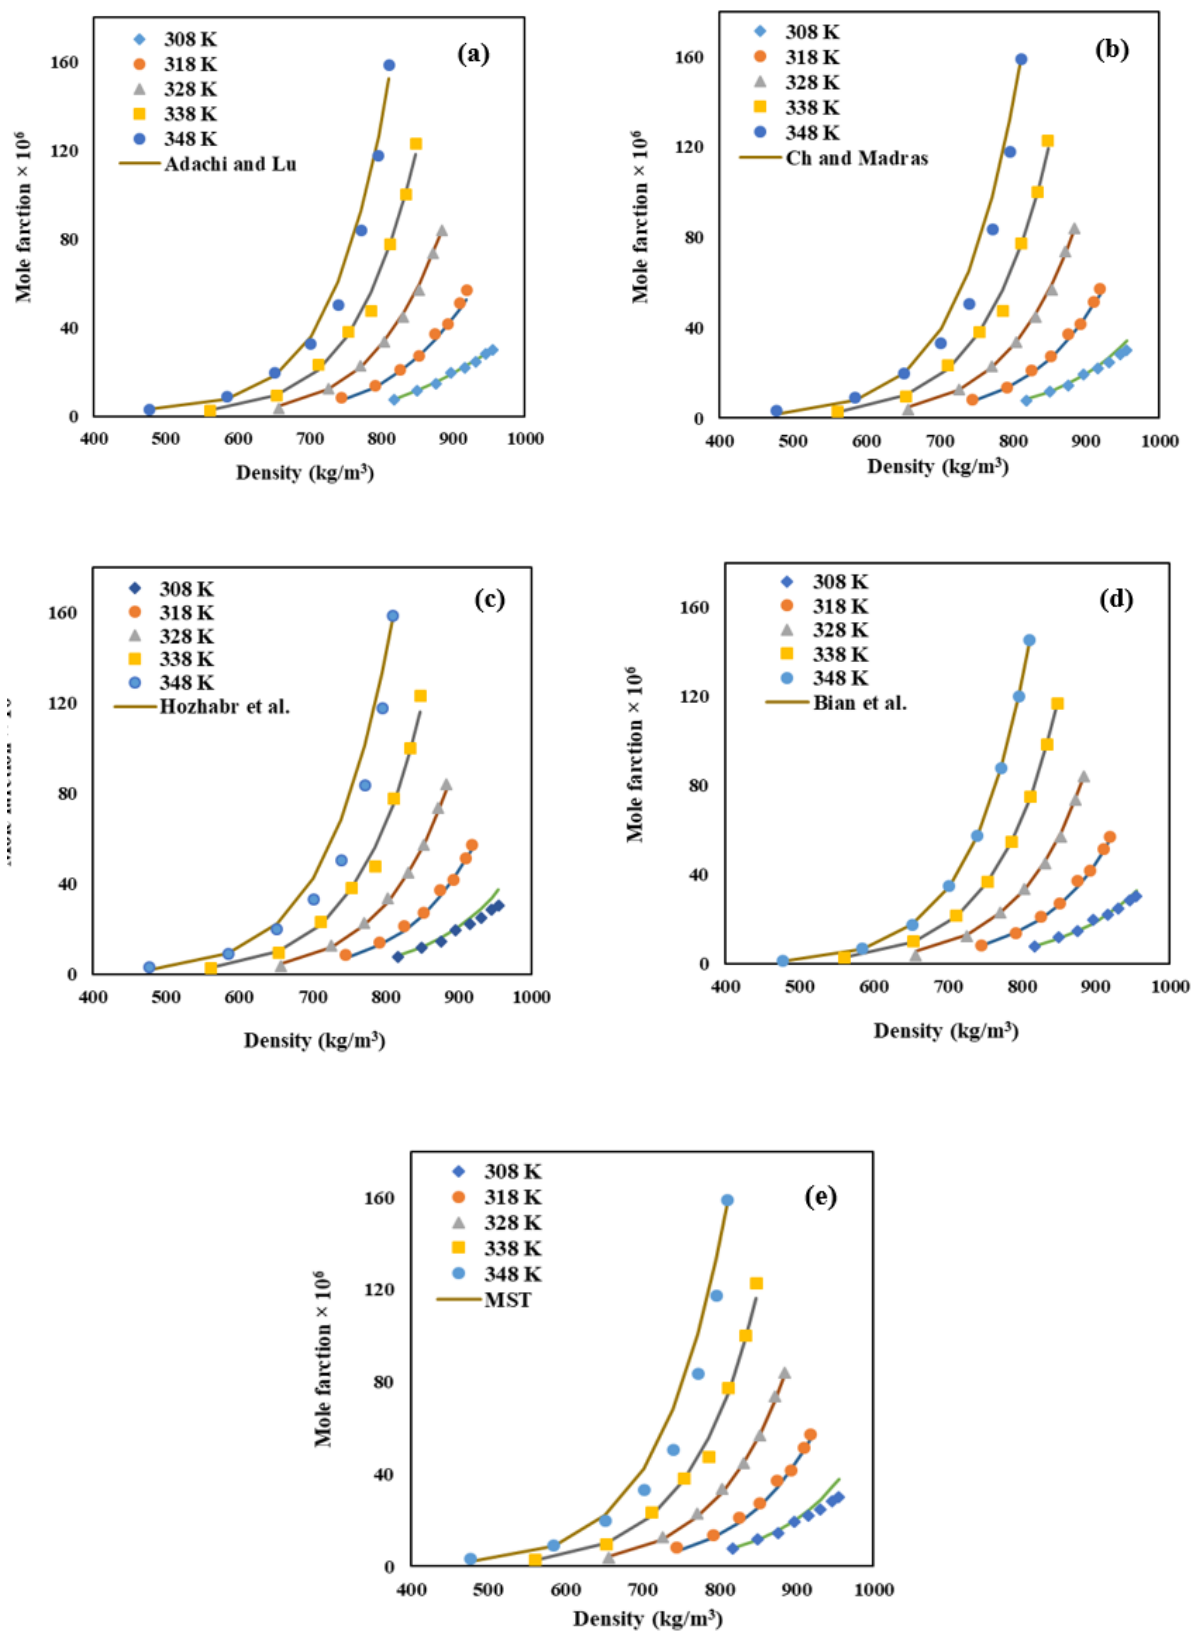 (a)
308 K
318 K
328 K
338 K
348 K
Adachi and Lu
Mole farction × 10⁶
160
120
80
40
0
400 500 600 700 800 900 1000
Density (kg/m³)
(b)
308 K
318 K
328 K
338 K
348 K
Ch and Madras
Mole farction × 10⁶
160
120
80
40
0
400 500 600 700 800 900 1000
Density (kg/m³)
(c)
308 K
318 K
328 K
338 K
348 K
Hozhabr et al.
160
120
80
40
0
400 500 600 700 800 900 1000
Density (kg/m³)
(d)
308 K
318 K
328 K
338 K
348 K
Bian et al.
Mole farction × 10⁶
160
120
80
40
0
400 500 600 700 800 900 1000
Density (kg/m³)
(e)
308 K
318 K
328 K
338 K
348 K
MST
Mole farction × 10⁶
160
120
80
40
0
400 500 600 700 800 900 1000
Density (kg/m³)